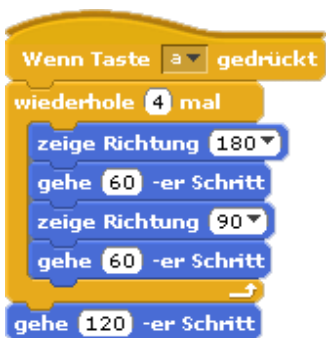 Wenn Taste a gedrückt
wiederhole 4 mal
zeige Richtung 180
gehe 60 -er Schritt
zeige Richtung 90
gehe 60 -er Schritt
gehe 120 -er Schritt